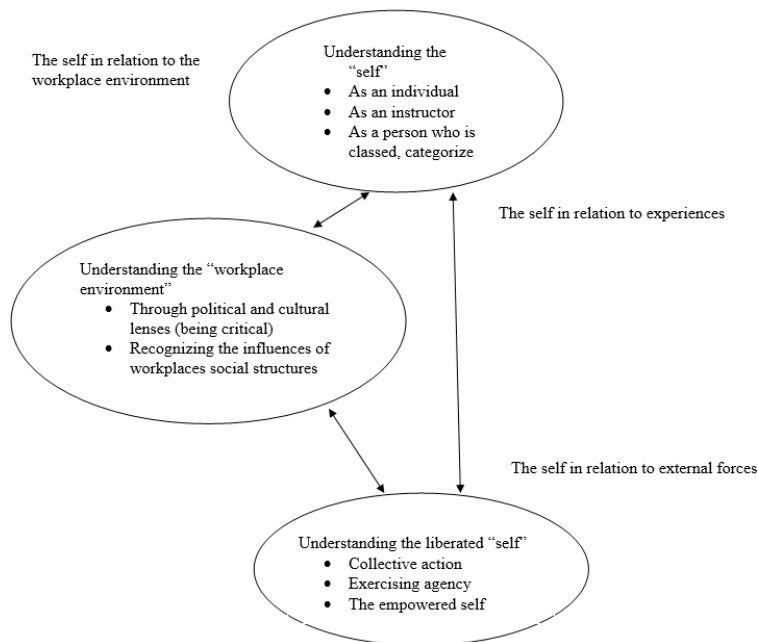 The self in relation to the
workplace environment
Understanding the
“self”
• As an individual
• As an instructor
• As a person who is
classed, categorize
The self in relation to experiences
Understanding the “workplace
environment”
• Through political and cultural
lenses (being critical)
• Recognizing the influences of
workplaces social structures
The self in relation to external forces
Understanding the liberated “self”
• Collective action
• Exercising agency
• The empowered self